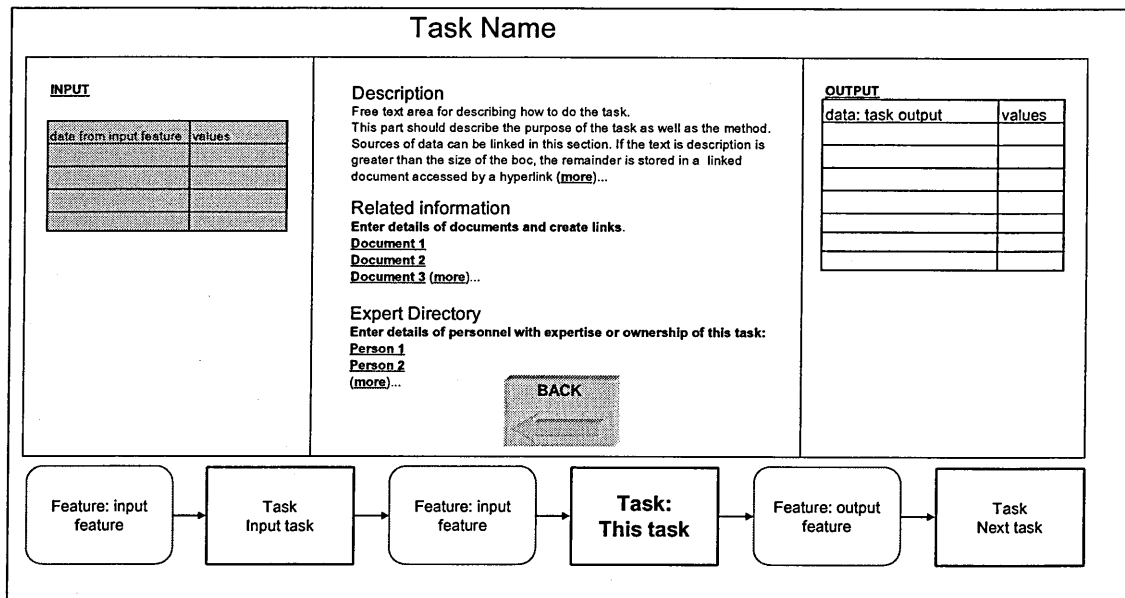 Task Name
INPUT
data from input feature values
Description
Free text area for describing how to do the task.
This part should describe the purpose of the task as well as the method.
Sources of data can be linked in this section. If the text is description is
greater than the size of the boc, the remainder is stored in a linked
document accessed by a hyperlink (more)...
Related information
Enter details of documents and create links.
Document 1
Document 2
Document 3 (more)...
Expert Directory
Enter details of personnel with expertise or ownership of this task:
Person 1
Person 2
(more)...
BACK
OUTPUT
data: task output values
Feature: input
feature
Task
Input task
Feature: input
feature
Task:
This task
Feature: output
feature
Task
Next task